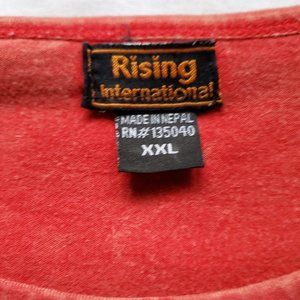 Rising
International
MADE IN NEPAL
RN.# 135040
XXL